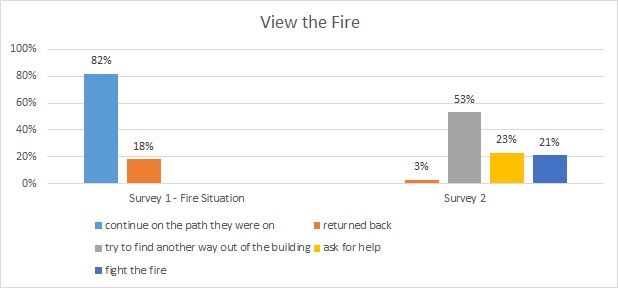 View the Fire
100%
80%
60%
40%
20%
0%
82%
18%
3%
53%
23%
21%
Survey 1 - Fire Situation
Survey 2
continue on the path they were on
returned back
try to find another way out of the building
ask for help
fight the fire